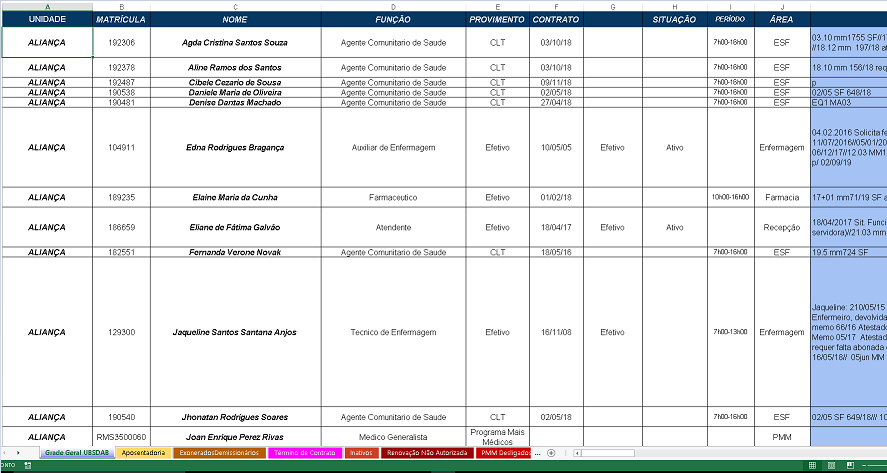 A B C D E F G H I J
UNIDADE MATRÍCULA NOME FUNÇÃO PROVIMENTO CONTRATO SITUAÇÃO PERÍODO ÁREA
ALIANÇA 192306 Agda Cristina Santos Souza Agente Comunitario de Saude CLT 03/10/18 7h00-16h00 ESF 03.10 mm1755 SF//1
//18.12 mm 197/18 at
ALIANÇA 192378 Aline Ramos dos Santos Agente Comunitario de Saude CLT 03/10/18 7h00-16h00 ESF 18.10 mm 156/18 req
ALIANÇA 192487 Cibele Cezario de Sousa Agente Comunitario de Saude CLT 09/11/18 7h00-16h00 ESF p
ALIANÇA 190538 Daniele Maria de Oliveira Agente Comunitario de Saude CLT 02/05/18 7h00-16h00 ESF 02/05 SF 648/18
ALIANÇA 190481 Denise Dantas Machado Agente Comunitario de Saude CLT 27/04/18 7h00-16h00 ESF EQ1 MA03
ALIANÇA 104911 Edna Rodrigues Bragança Auxiliar de Enfermagem Efetivo 10/05/05 Efetivo Ativo Enfermagem 04.02.2016 Solicita fe
11/07/2016//05/01/20
06/12/17//12.03 MM1
p/ 02/09/19
ALIANÇA 189235 Elaine Maria da Cunha Farmaceutico Efetivo 01/02/18 10h00-16h00 Farmacia 17+01 mm71/19 SF a
ALIANÇA 186659 Eliane de Fátima Galvão Atendente Efetivo 18/04/17 Efetivo Ativo Recepção 18/04/2017 Sit. Funci
servidora)//21.03 mm
ALIANÇA 182551 Fernanda Verone Novak Agente Comunitario de Saude CLT 18/05/16 7h00-16h00 ESF 19.5 mm724 SF
ALIANÇA 129300 Jaqueline Santos Santana Anjos Tecnico de Enfermagem Efetivo 16/11/08 Efetivo 7h00-13h00 Enfermagem Jaqueline: 210/05/15
Enfermeiro, devolvida
memo 66/16 Atestado
Memo 05/17 Atestad
requer falta abonada
16/05/18// 05jun MM
ALIANÇA 190540 Jhonatan Rodrigues Soares Agente Comunitario de Saude CLT 02/05/18 7h00-16h00 ESF 02/05 SF 649/18/// 10
ALIANÇA RMS3500060 Joan Enrique Perez Rivas Medico Generalista Programa Mais Médicos PMM
Grade Geral UBSDAB Aposentadoria ExoneradosDemissionários Término de Contrato Inativos Renovação Não Autorizada PMM Desligados ...
ONTO